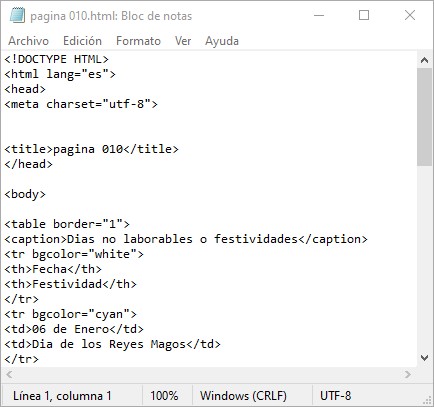 pagina 010.html: Bloc de notas
Archivo Edición Formato Ver Ayuda
<!DOCTYPE HTML>
<html lang="es">
<head>
<meta charset="utf-8">
<title>pagina 010</title>
</head>
<body>
<table border="1">
<caption>Dias no laborables o festividades</caption>
<tr bgcolor="white">
<th>Fecha</th>
<th>Festividad</th>
</tr>
<tr bgcolor="cyan">
<td>06 de Enero</td>
<td>Dia de los Reyes Magos</td>
</tr>
Línea 1, columna 1 100% Windows (CRLF) UTF-8